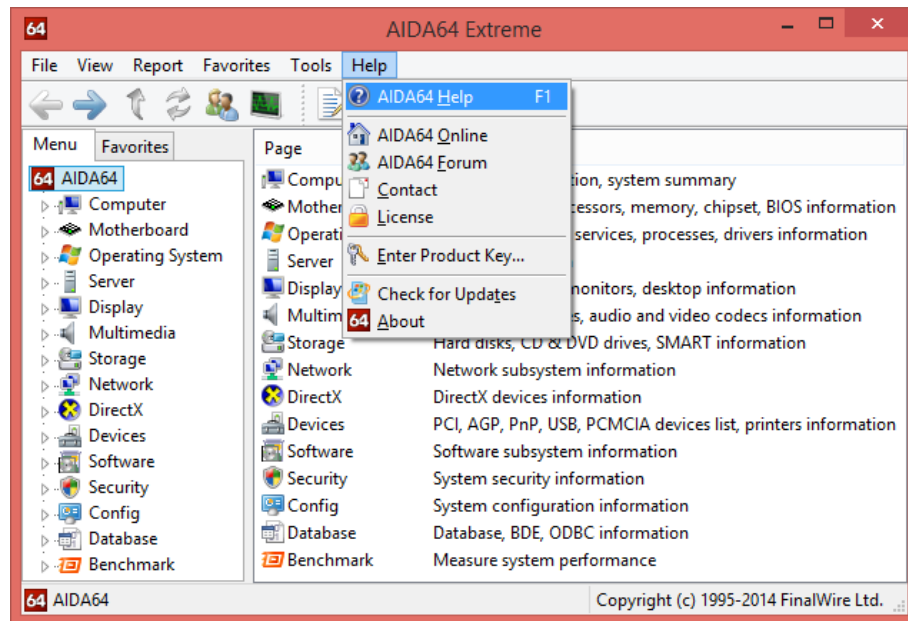 64 AIDA64 Extreme
File View Report Favorites Tools Help
AIDA64 Help F1
AIDA64 Online
AIDA64 Forum
Contact
License
Enter Product Key...
Check for Updates
64 About
Menu Favorites
64 AIDA64
Computer
Motherboard
Operating System
Server
Display
Multimedia
Storage
Network
DirectX
Devices
Software
Security
Config
Database
Benchmark
Page
Compu ion, system summary
Mother essors, memory, chipset, BIOS information
Operati services, processes, drivers information
Server
Display nonitors, desktop information
Multim s, audio and video codecs information
Storage Hard disks, CD & DVD drives, SMART information
Network Network subsystem information
DirectX DirectX devices information
Devices PCI, AGP, PnP, USB, PCMCIA devices list, printers information
Software Software subsystem information
Security System security information
Config System configuration information
Database Database, BDE, ODBC information
Benchmark Measure system performance
64 AIDA64 Copyright (c) 1995-2014 FinalWire Ltd.